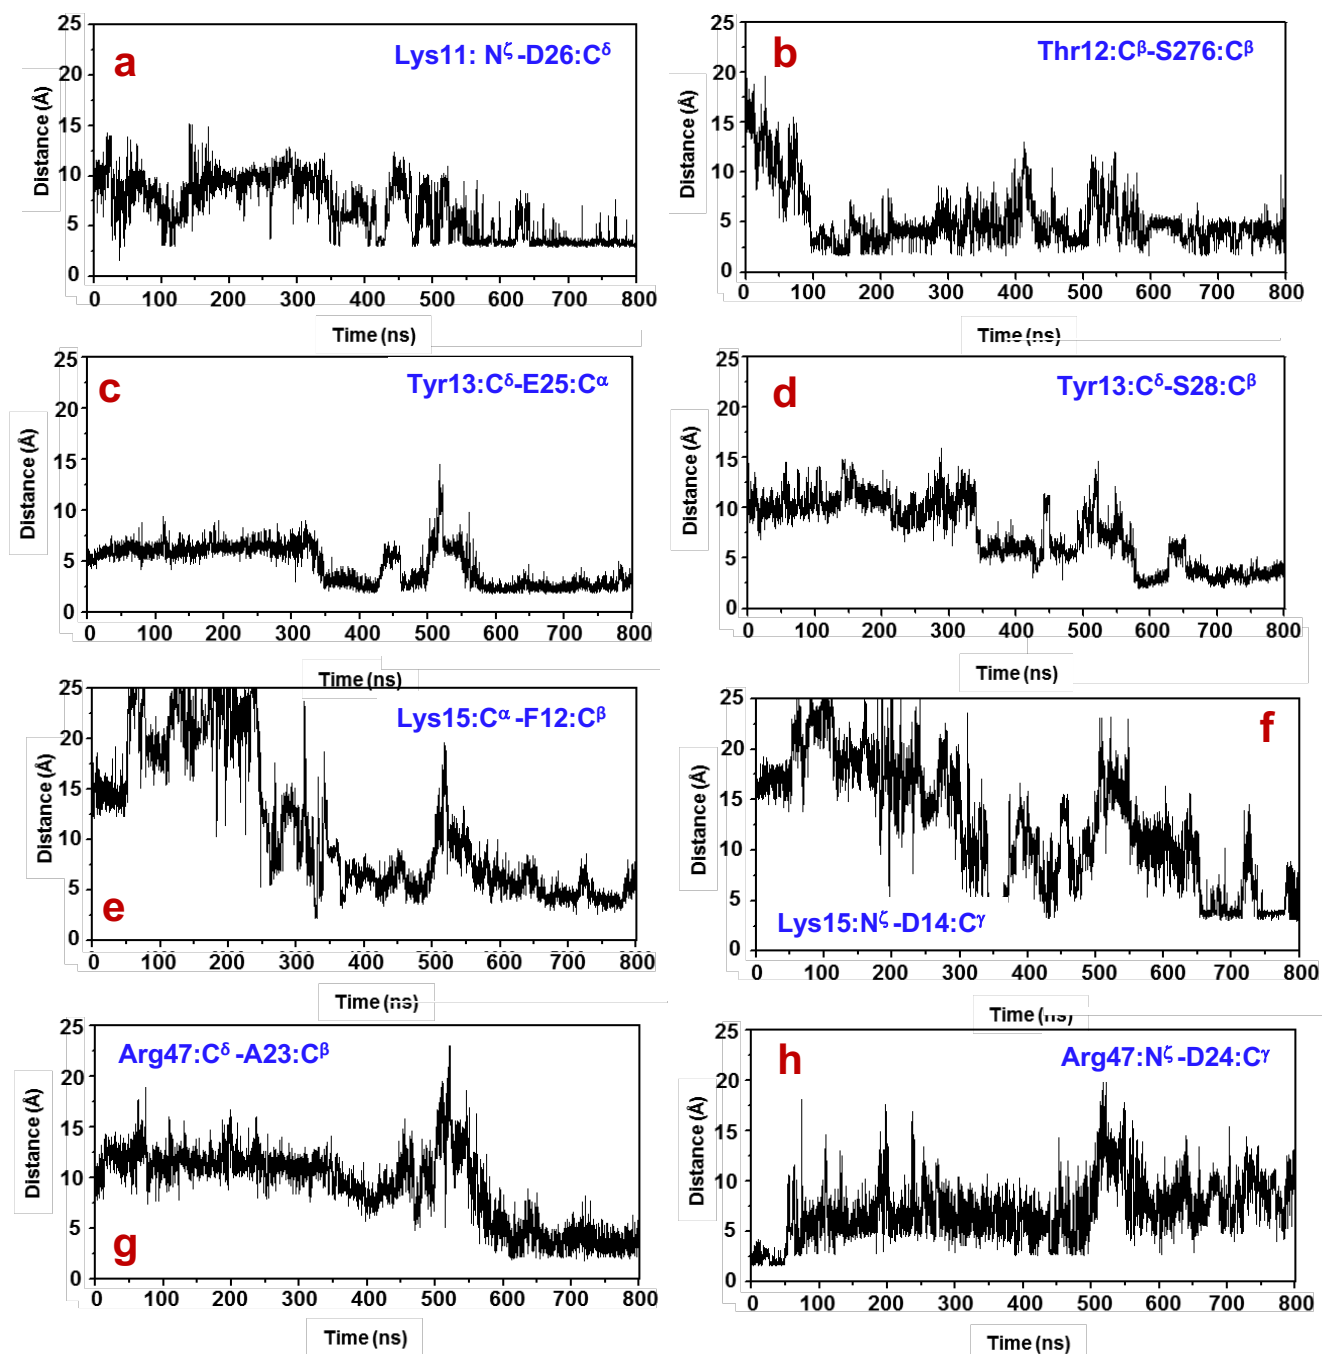 a
Lys11: Nζ-D26:Cδ
Distance (Å)
25
20
15
10
5
0
0 100 200 300 400 500 600 700 800
Time (ns)
b
Thr12:Cβ-S276:Cβ
Distance (Å)
25
20
15
10
5
0
0 100 200 300 400 500 600 700 800
Time (ns)
c
Tyr13:Cδ-E25:Cα
Distance (Å)
25
20
15
10
5
0
0 100 200 300 400 500 600 700 800
Time (ns)
d
Tyr13:Cδ-S28:Cβ
Distance (Å)
25
20
15
10
5
0
0 100 200 300 400 500 600 700 800
Time (ns)
e
Lys15:Cα-F12:Cβ
Distance (Å)
25
20
15
10
5
0
0 100 200 300 400 500 600 700 800
Time (ns)
f
Lys15:Nζ-D14:Cγ
Distance (Å)
25
20
15
10
5
0
0 100 200 300 400 500 600 700 800
Time (ns)
g
Arg47:Cδ-A23:Cβ
Distance (Å)
25
20
15
10
5
0
0 100 200 300 400 500 600 700 800
Time (ns)
h
Arg47:Nζ-D24:Cγ
Distance (Å)
25
20
15
10
5
0
0 100 200 300 400 500 600 700 800
Time (ns)